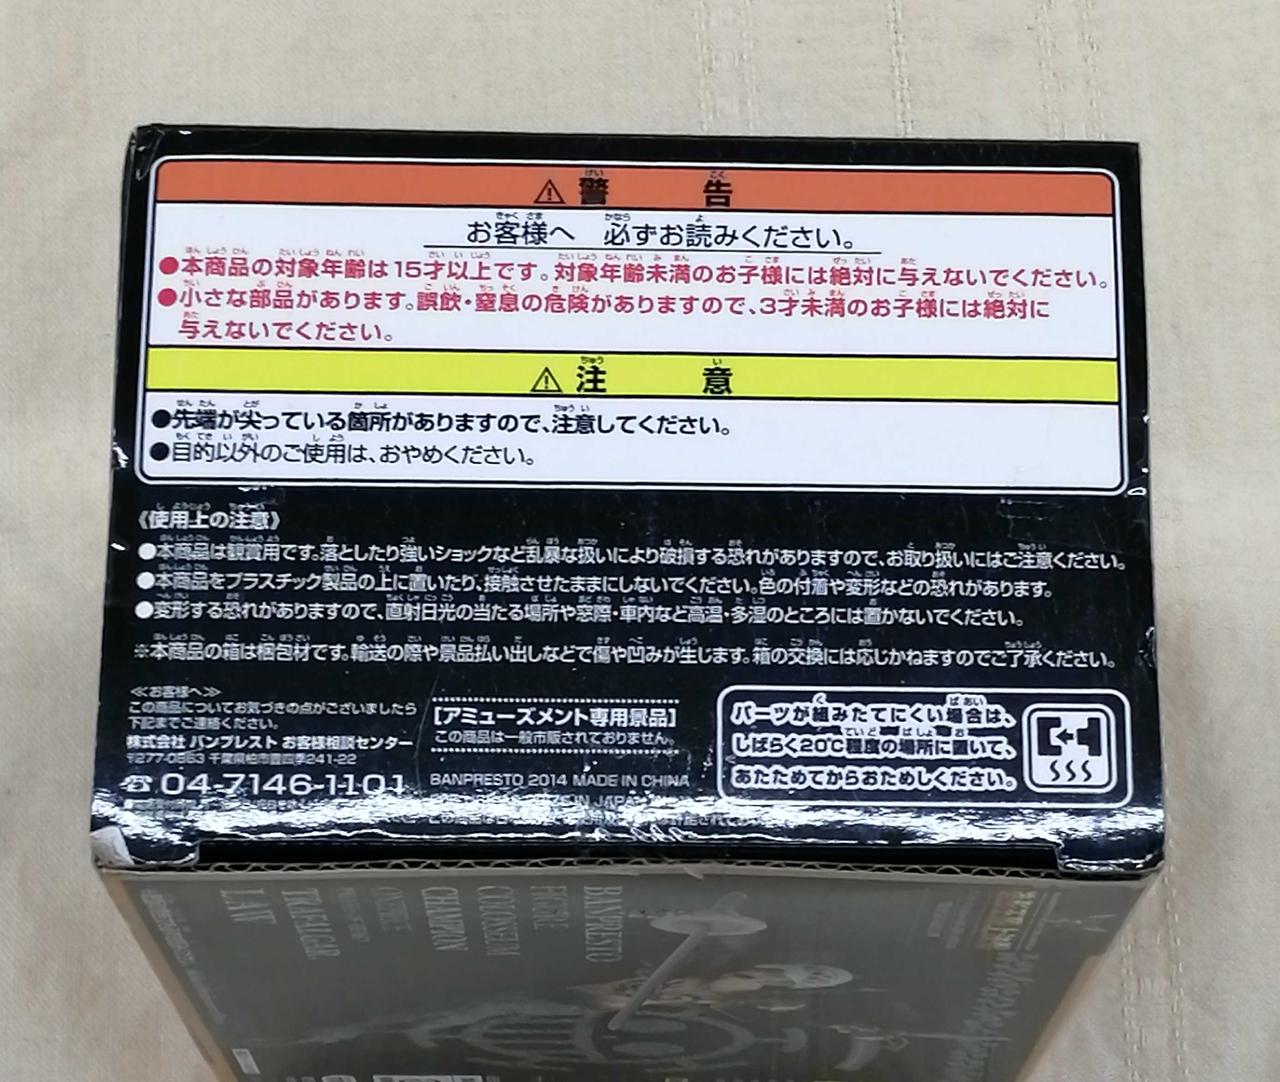 ⚠警 告
お客様へ 必ずお読みください。
●本商品の対象年齢は15才以上です。対象年齢未満のお子様には絶対に与えないでください。
●小さな部品があります。誤飲・窒息の危険がありますので、3才未満のお子様には絶対に
与えないでください。
⚠注 意
●先端が尖っている箇所がありますので、注意してください。
●目的以外のご使用は、おやめください。
《使用上の注意》
●本商品は観賞用です。落としたり強いショックなど乱暴な扱いにより破損する恐れがありますので、お取り扱いにはご注意ください。
●本商品をプラスチック製品の上に置いたり、接触させたままにしないでください。色の付着や変形などの恐れがあります。
●変形する恐れがありますので、直射日光の当たる場所や窓際・車内など高温・多湿のところには置かないでください。
※本商品の箱は梱包材です。輸送の際や景品払い出しなどで傷や凹みが生じます。箱の交換には応じかねますのでご了承ください。
≪お客様へ≫
この商品についてお気づきの点がございましたら
下記までご連絡ください。
株式会社 バンプレスト お客様相談センター
〒277-0863 千葉県柏市豊四季241-22
☎04-7146-1101
[アミューズメント専用景品]
この商品は一般市販されておりません。
BANPRESTO 2014 MADE IN CHINA
パーツが組みたてにくい場合は、
しばらく20℃程度の場所に置いて、
あたためてからおためしください。
BANPRESTO
FIGURE
COLOSSEUM
CHAMPION
ONE PIECE
TRAFALGAR
LAW